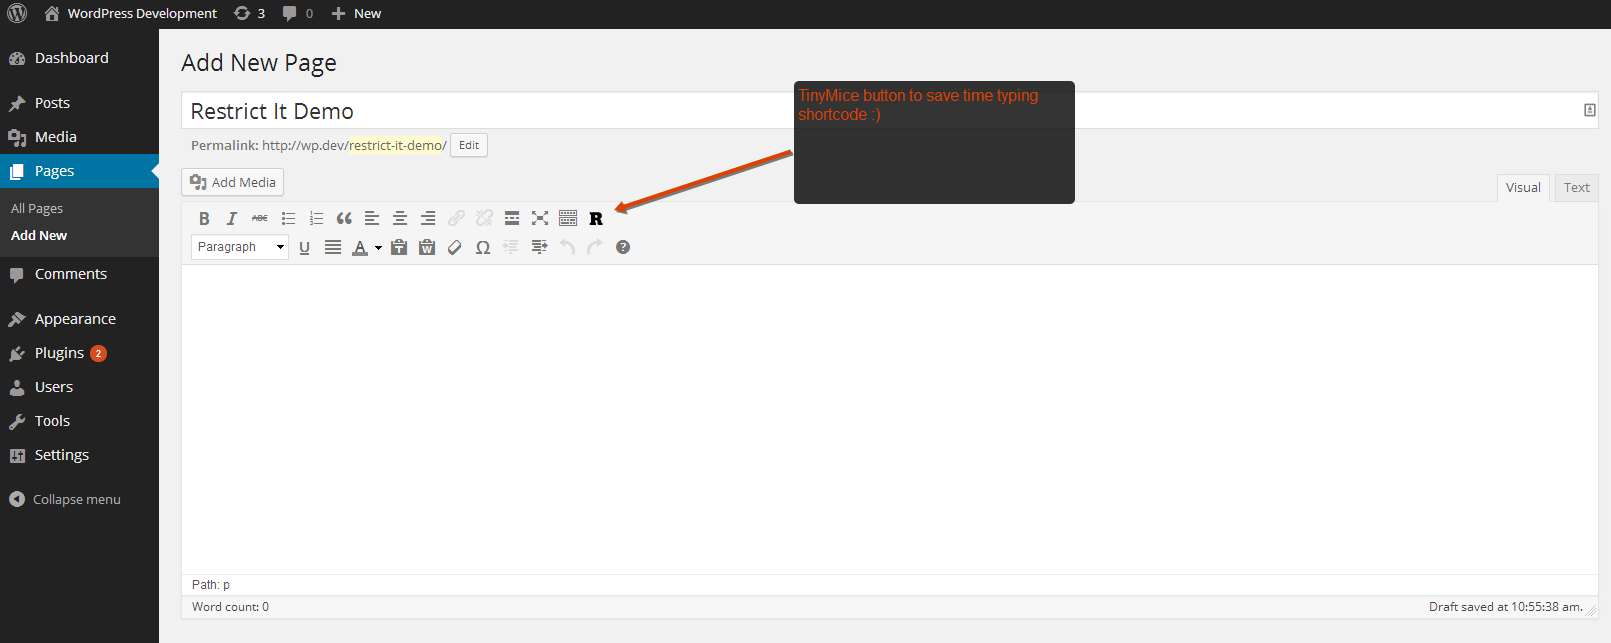 WordPress Development 3 0 New
Dashboard
Posts
Media
Pages
All Pages
Add New
Comments
Appearance
Plugins 2
Users
Tools
Settings
Collapse menu
Add New Page
Restrict It Demo
TinyMice button to save time typing
shortcode :)
Permalink: http://wp.dev/restrict-it-demo/ Edit
Add Media
Visual Text
B I ABC R
Paragraph U A T W Ω ?
Path: p
Word count: 0
Draft saved at 10:55:38 am.